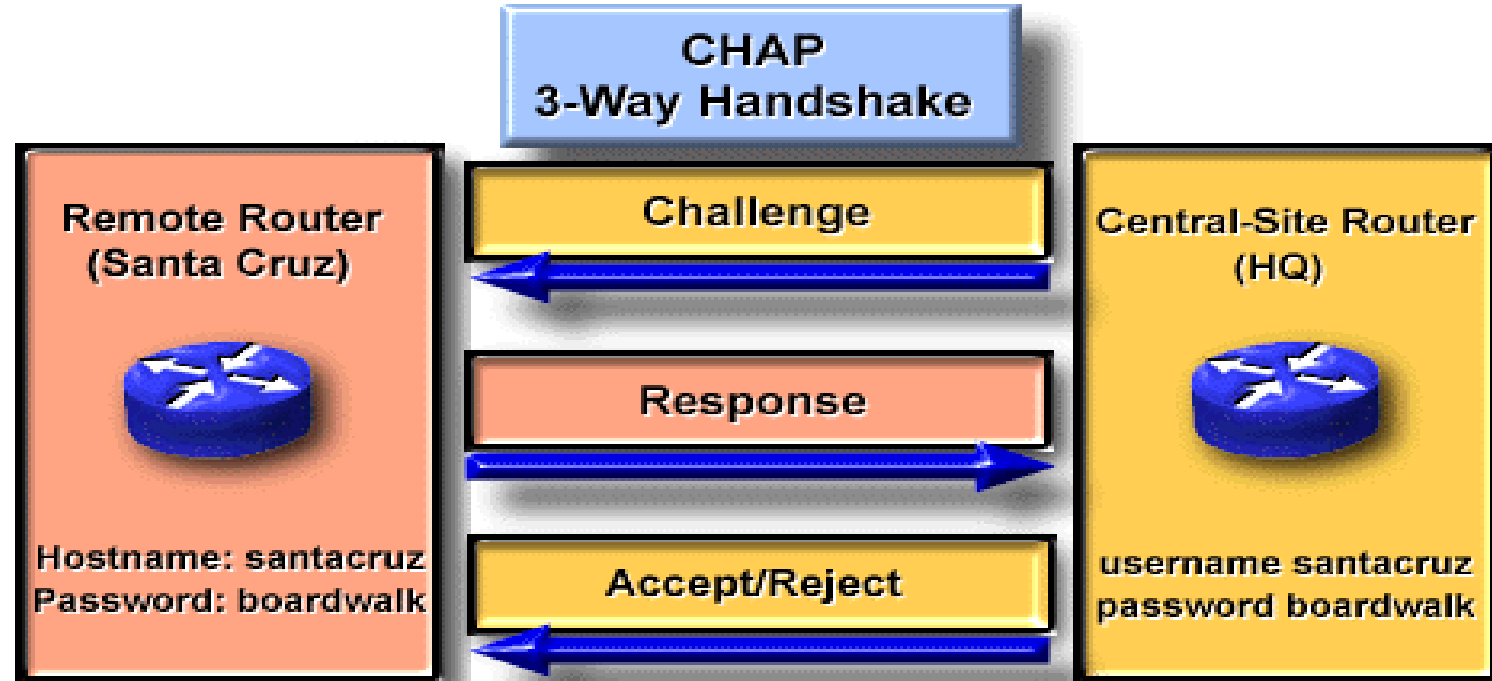 CHAP
3-Way Handshake
Remote Router
(Santa Cruz)
Challenge
Central-Site Router
(HQ)
Response
Hostname: santacruz
Password: boardwalk
Accept/Reject
username santacruz
password boardwalk